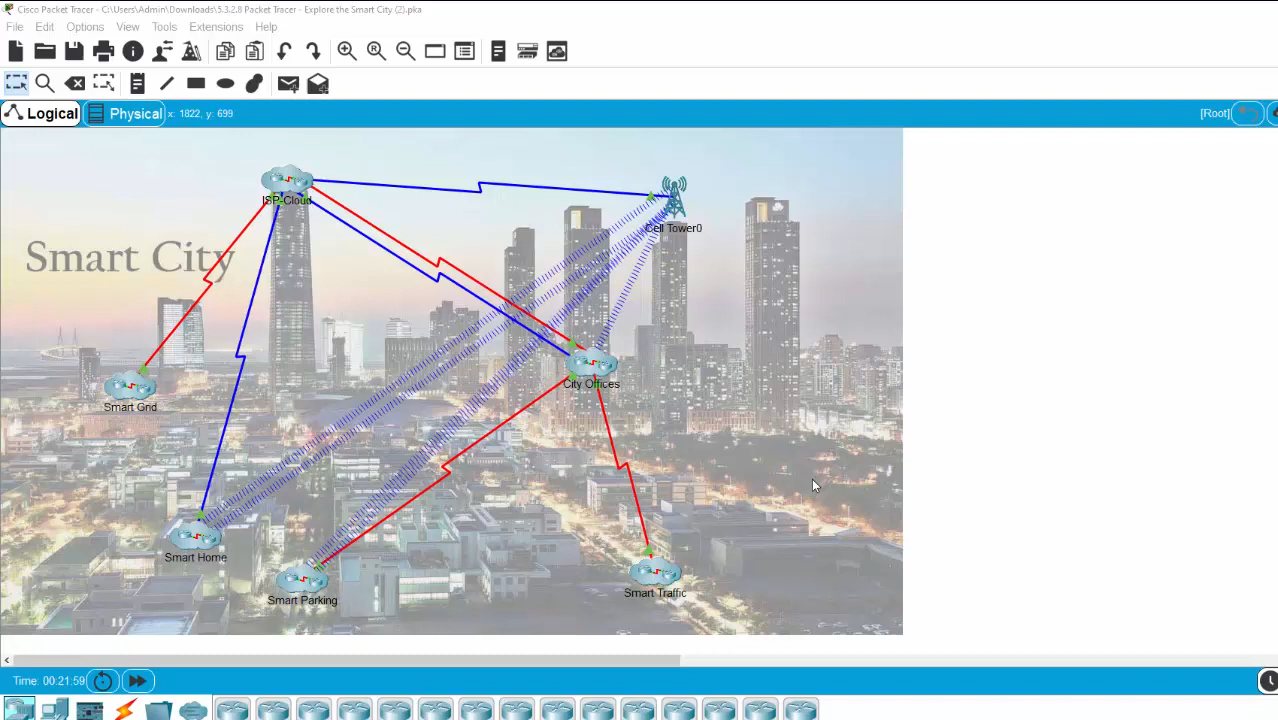 Cisco Packet Tracer - C:\Users\Admin\Downloads\5.3.2.8 Packet Tracer - Explore the Smart City (2).pka
File Edit Options View Tools Extensions Help
Logical Physical x: 1822, y: 699 [Root]
ISP-Cloud
Cell Tower0
Smart City
City Offices
Smart Grid
Smart Home
Smart Parking
Smart Traffic
Time: 00:21:59